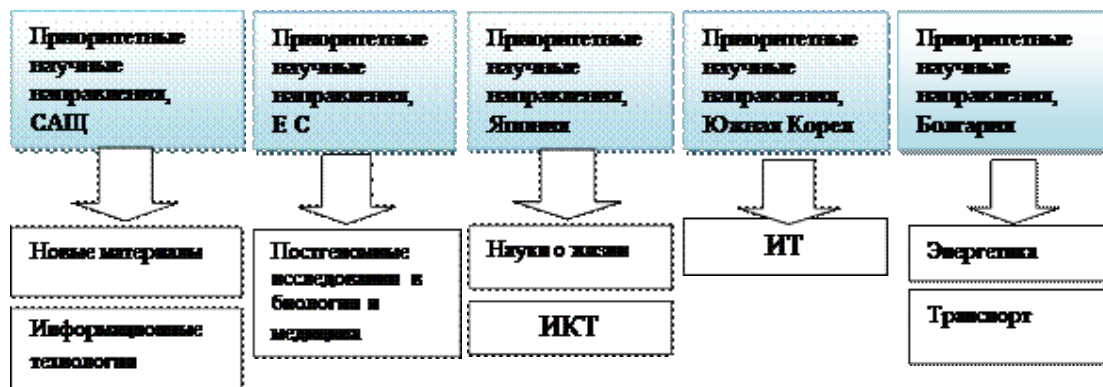 Приоритетные
научные
направления,
САЩ
Приоритетные
научные
направления,
Е С
Приоритетные
научные
направления,
Япония
Приоритетные
научные
направления,
Южная Корея
Приоритетные
научные
направления,
Болгария
Новые материалы
Информационные
технологии
Постгеномные
исследования в
биологии и
медицина
Науки о жизни
ИКТ
ИТ
Энергетика
Транспорт